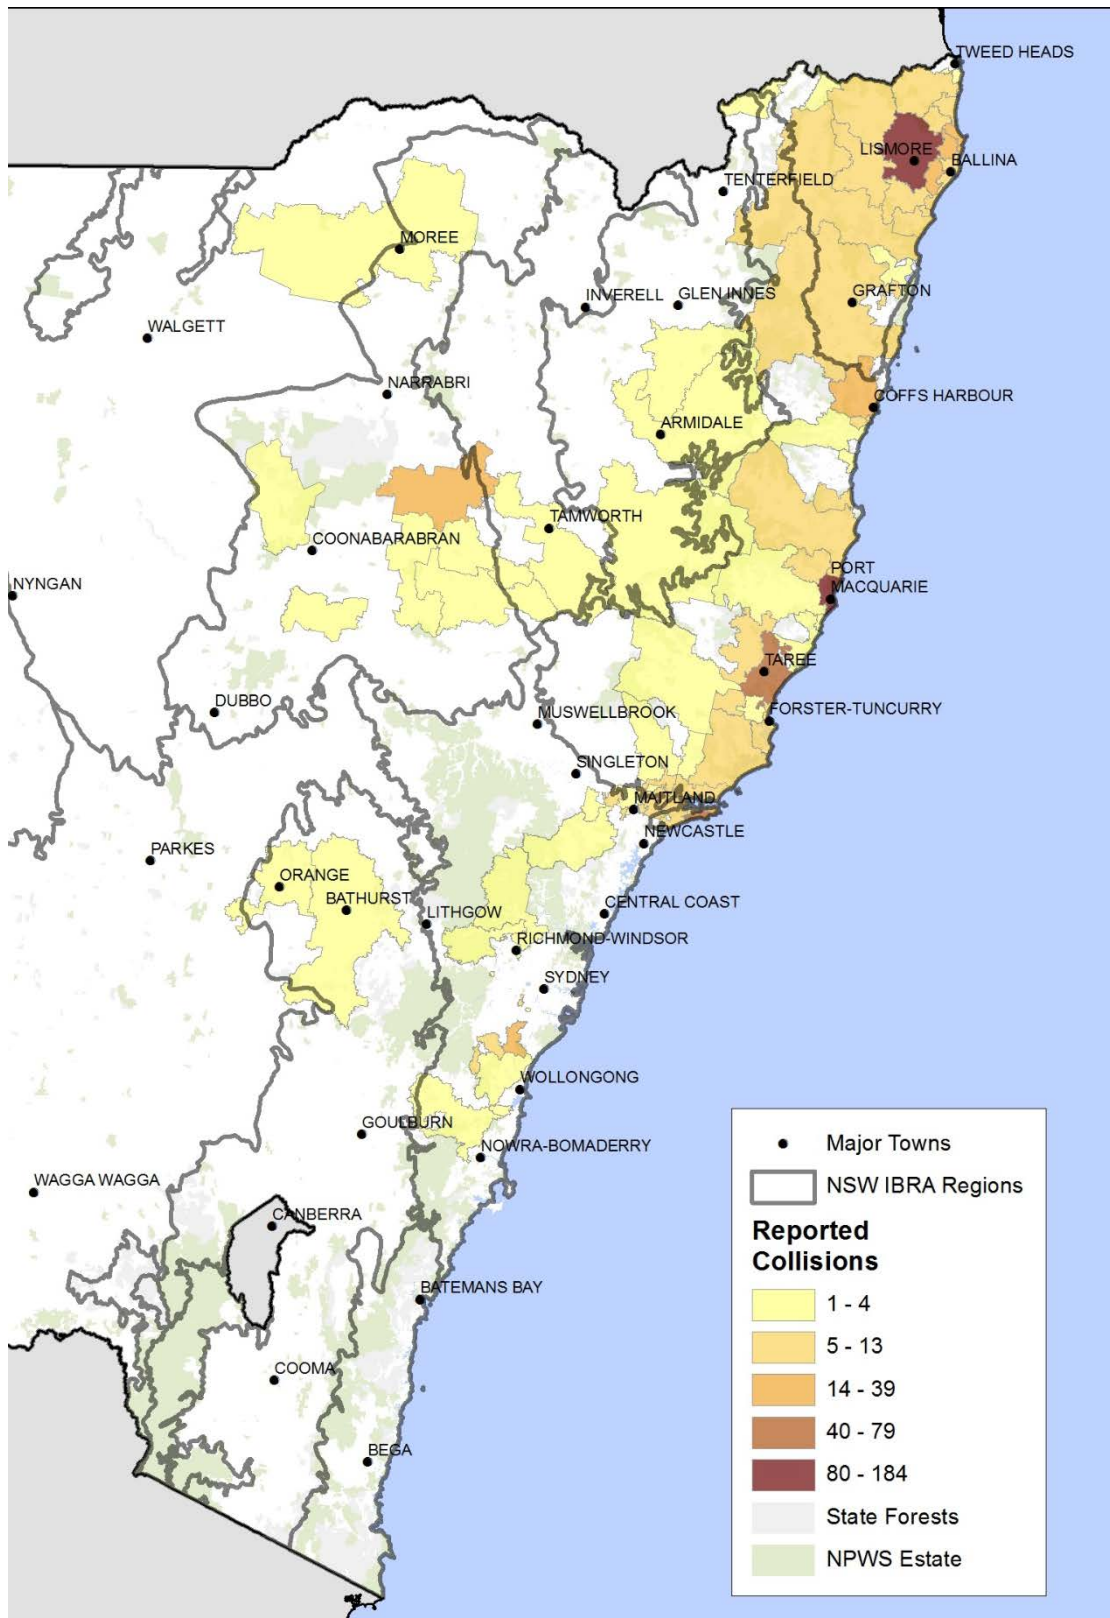 TWEED HEADS
LISMORE
BALLINA
TENTERFIELD
MOREE
INVERELL
GLEN INNES
GRAFTON
WALGETT
NARRABRI
COFFS HARBOUR
ARMIDALE
TAMWORTH
COONABARABRAN
PORT
MACQUARIE
NYNGAN
TAREE
DUBBO
MUSWELLBROOK
FORSTER-TUNCURRY
SINGLETON
MAITLAND
NEWCASTLE
PARKES
ORANGE
BATHURST
LITHGOW
CENTRAL COAST
RICHMOND-WINDSOR
SYDNEY
WOLLONGONG
GOULBURN
NOWRA-BOMADERRY
WAGGA WAGGA
CANBERRA
BATEMANS BAY
COOMA
BEGA
Major Towns
NSW IBRA Regions
Reported
Collisions
1 - 4
5 - 13
14 - 39
40 - 79
80 - 184
State Forests
NPWS Estate